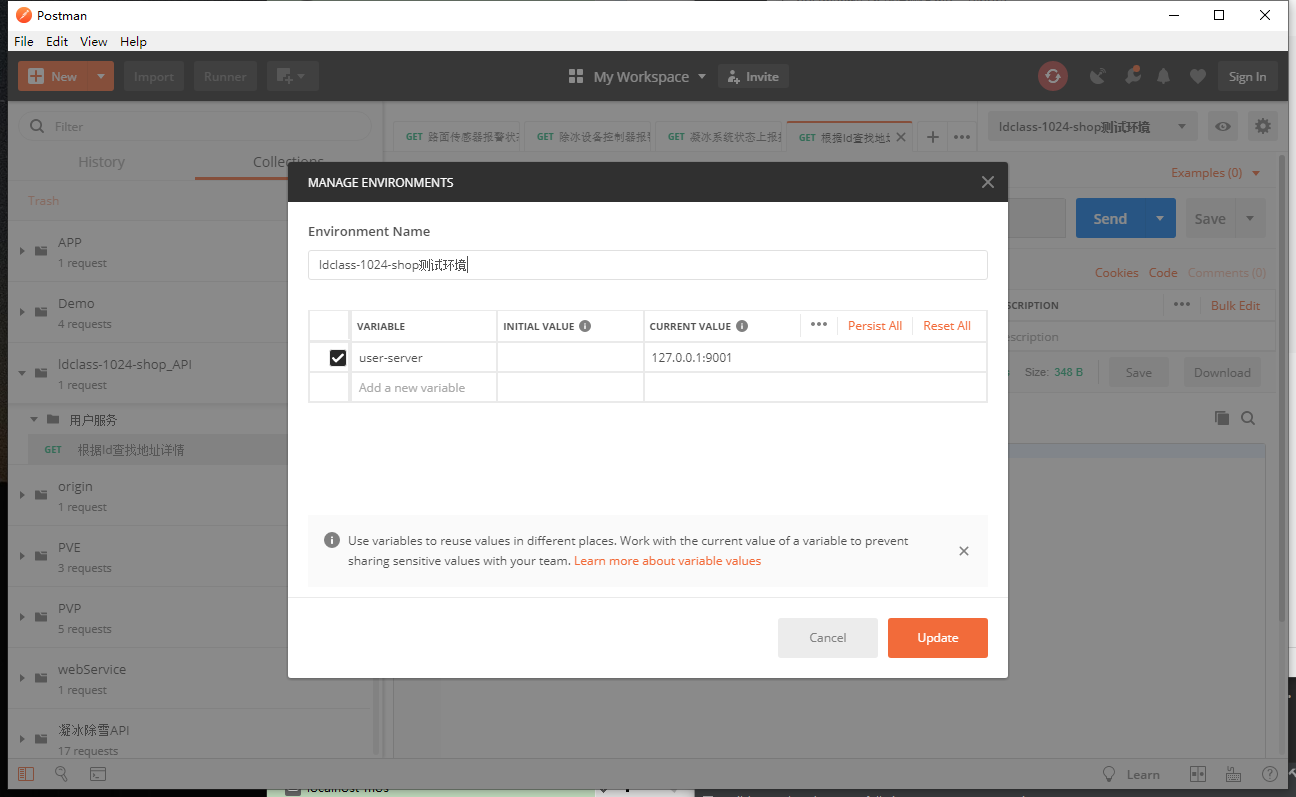 Postman
File Edit View Help
New Import Runner My Workspace Invite Sign In
Filter
GET 路面传感器报警状 GET 除冰设备控制器报 GET 凝冰系统状态上报 GET 根据Id查找地址 ldclass-1024-shop测试环境
History Collections
Trash
Examples (0)
APP
1 request
Send Save
Demo
4 requests
Cookies Code Comments (0)
SCRIPTION Bulk Edit
escription
ldclass-1024-shop_API
1 request
Size: 348 B Save Download
用户服务
GET 根据Id查找地址详情
origin
1 request
PVE
3 requests
PVP
5 requests
webService
1 request
凝冰除雪API
17 requests
MANAGE ENVIRONMENTS
Environment Name
ldclass-1024-shop测试环境
VARIABLE INITIAL VALUE CURRENT VALUE Persist All Reset All
user-server 127.0.0.1:9001
Add a new variable
Use variables to reuse values in different places. Work with the current value of a variable to prevent
sharing sensitive values with your team. Learn more about variable values
Cancel Update
Learn